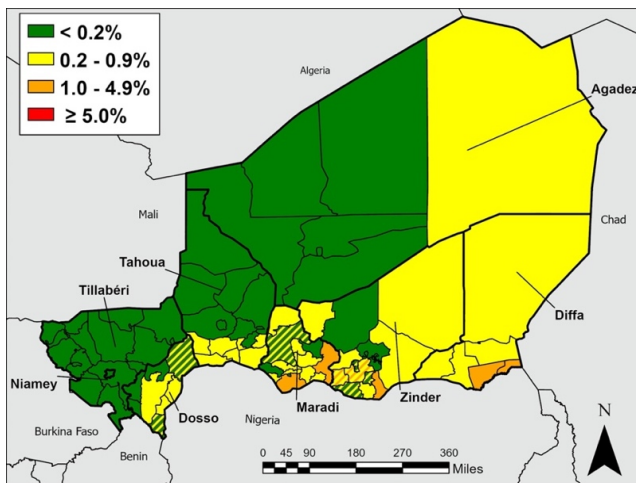 < 0.2%
0.2 - 0.9%
1.0 - 4.9%
≥ 5.0%
Algeria
Agadez
Mali
Chad
Tahoua
Tillabéri
Diffa
Niamey
Dosso
Maradi
Zinder
Nigeria
Burkina Faso
Benin
N
0 45 90 180 270 360
Miles